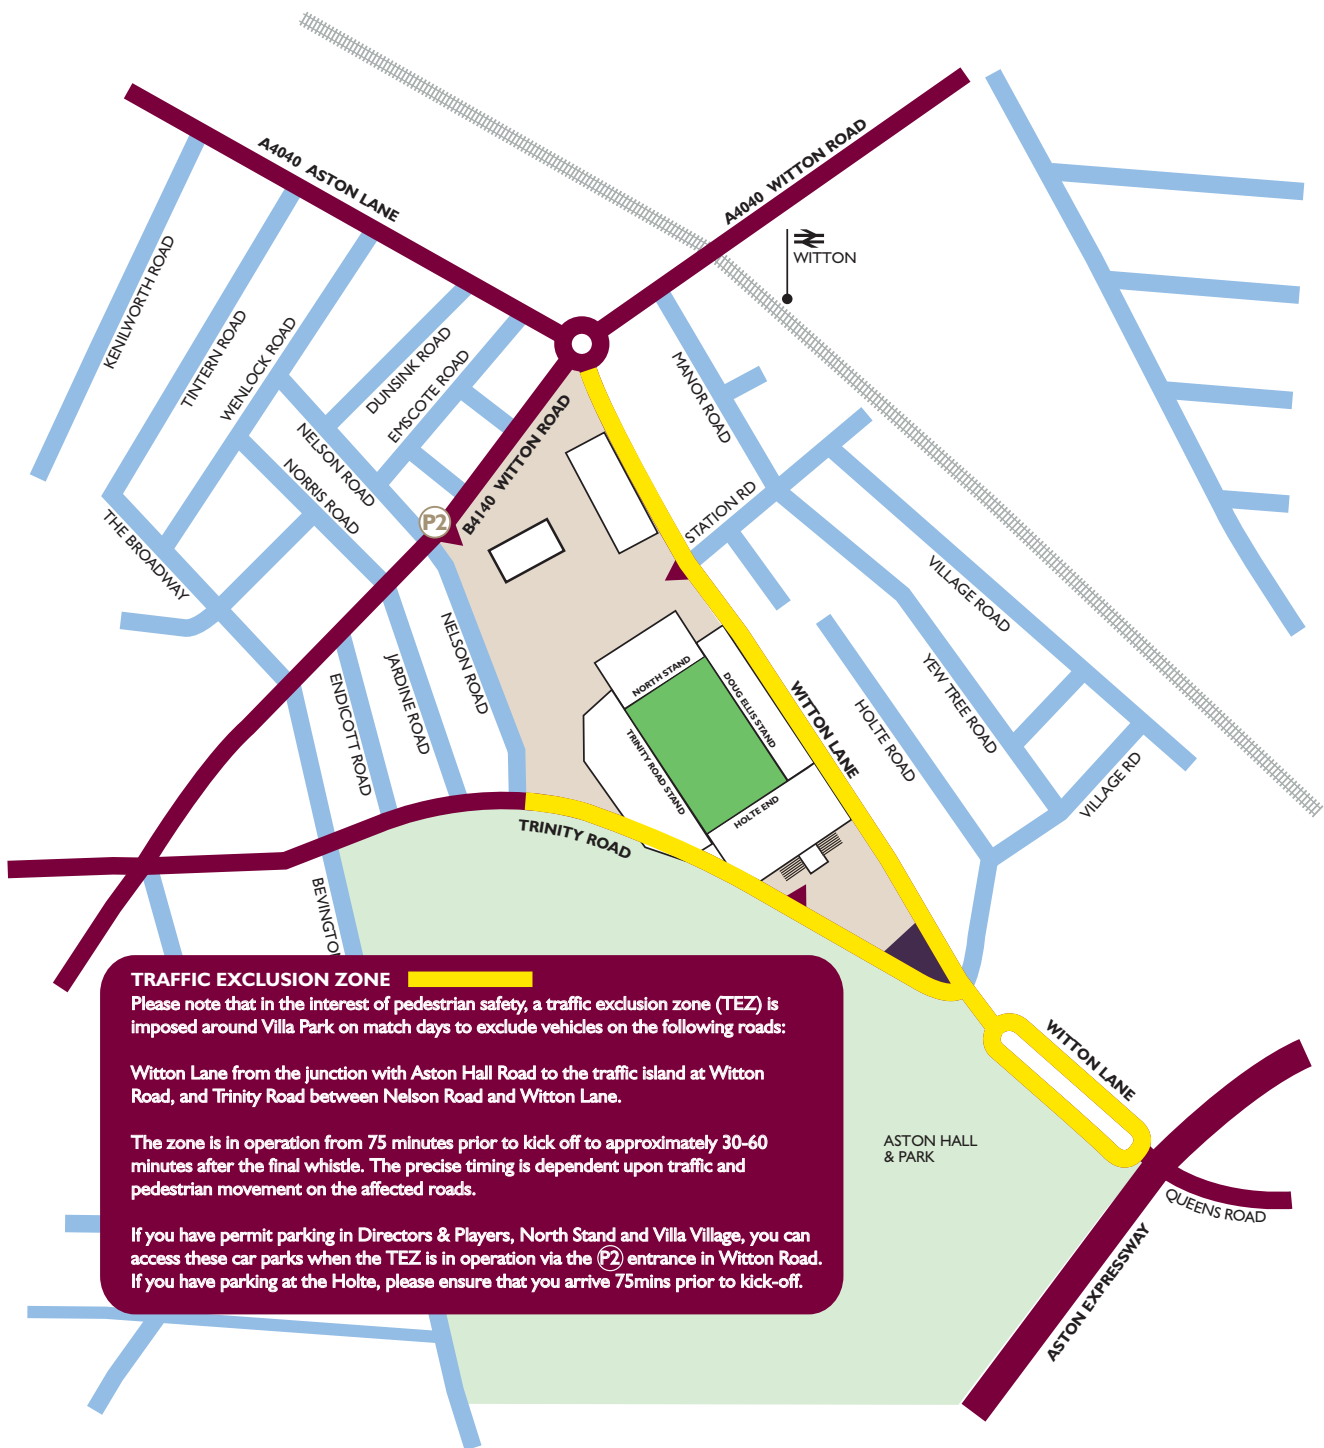 A4040 ASTON LANE
A4040 WITTON ROAD
WITTON
KENILWORTH ROAD
TINTERN ROAD
WENLOCK ROAD
DUNSINK ROAD
EMSCOTE ROAD
MANOR ROAD
NELSON ROAD
NORRIS ROAD
B4140 WITTON ROAD
P2
THE BROADWAY
STATION RD
VILLAGE ROAD
NELSON ROAD
JARDINE ROAD
ENDICOTT ROAD
NORTH STAND
DOUG ELLIS STAND
TRINITY ROAD STAND
HOLTE END
WITTON LANE
HOLTE ROAD
YEW TREE ROAD
VILLAGE RD
TRINITY ROAD
BEVINGTON
TRAFFIC EXCLUSION ZONE
Please note that in the interest of pedestrian safety, a traffic exclusion zone (TEZ) is
imposed around Villa Park on match days to exclude vehicles on the following roads:
Witton Lane from the junction with Aston Hall Road to the traffic island at Witton
Road, and Trinity Road between Nelson Road and Witton Lane.
The zone is in operation from 75 minutes prior to kick off to approximately 30-60
minutes after the final whistle. The precise timing is dependent upon traffic and
pedestrian movement on the affected roads.
If you have permit parking in Directors & Players, North Stand and Villa Village, you can
access these car parks when the TEZ is in operation via the P2 entrance in Witton Road.
If you have parking at the Holte, please ensure that you arrive 75mins prior to kick-off.
WITTON LANE
ASTON HALL
& PARK
QUEENS ROAD
ASTON EXPRESSWAY